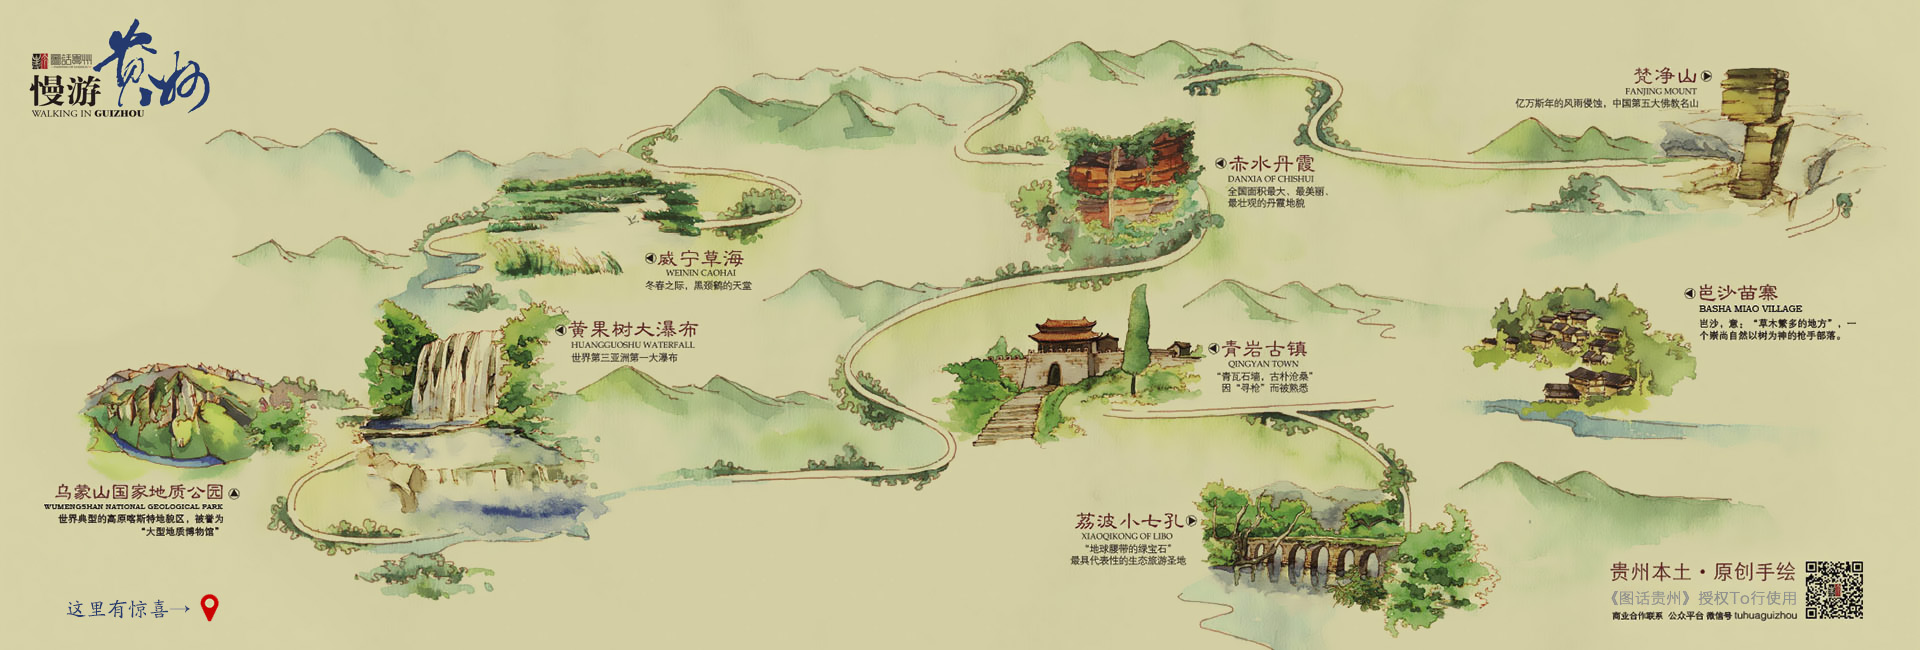 圖話貴州
慢游贵州
WALKING IN GUIZHOU
梵净山
FANJING MOUNT
亿万斯年的风雨侵蚀，中国第五大佛教名山
赤水丹霞
DANXIA OF CHISHUI
全国面积最大、最美丽、
最壮观的丹霞地貌
威宁草海
WEININ CAOHAI
冬春之际，黑颈鹤的天堂
黄果树大瀑布
HUANGGUOSHU WATERFALL
世界第三亚洲第一大瀑布
青岩古镇
QINGYAN TOWN
“青瓦石墙，古朴沧桑”
因“寻枪”而被熟悉
岜沙苗寨
BASHA MIAO VILLAGE
岜沙，意：“草木繁多的地方”，一
个崇尚自然以树为神的枪手部落。
乌蒙山国家地质公园
WUMENGSHAN NATIONAL GEOLOGICAL PARK
世界典型的高原喀斯特地貌区，被誉为
“大型地质博物馆”
荔波小七孔
XIAOQIKONG OF LIBO
“地球腰带的绿宝石”
最具代表性的生态旅游圣地
这里有惊喜→
贵州本土·原创手绘
《图话贵州》授权To行使用
商业合作联系 公众平台 微信号 tuhuaguizhou